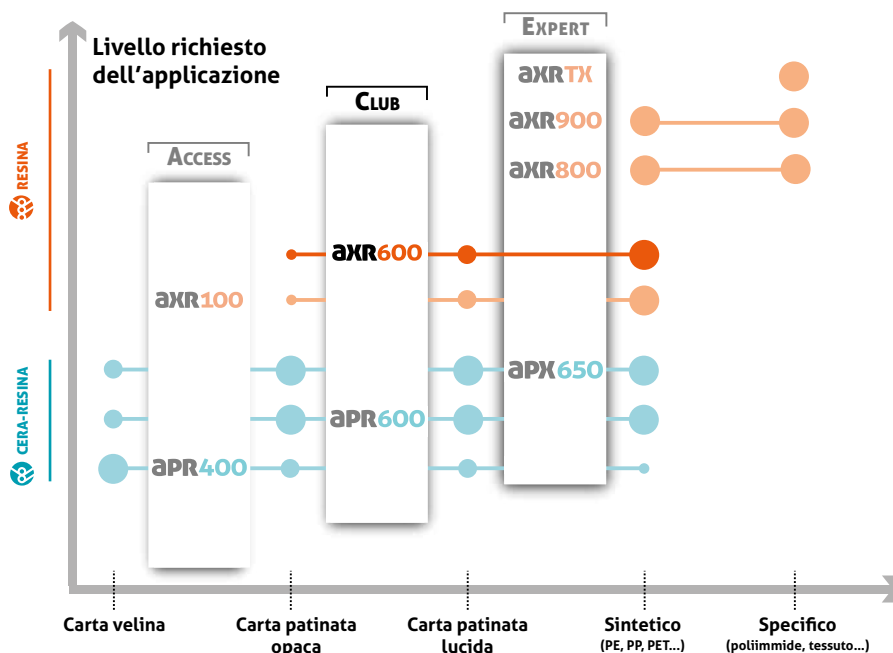 Livello richiesto
dell'applicazione
EXPERT
CLUB
ACCESS
RESINA
CERA-RESINA
aXRTX
aXR900
aXR800
aXR600
aXR100
aPX650
aPR600
aPR400
Carta velina
Carta patinata
opaca
Carta patinata
lucida
Sintetico
(PE, PP, PET...)
Specifico
(poliimmide, tessuto...)